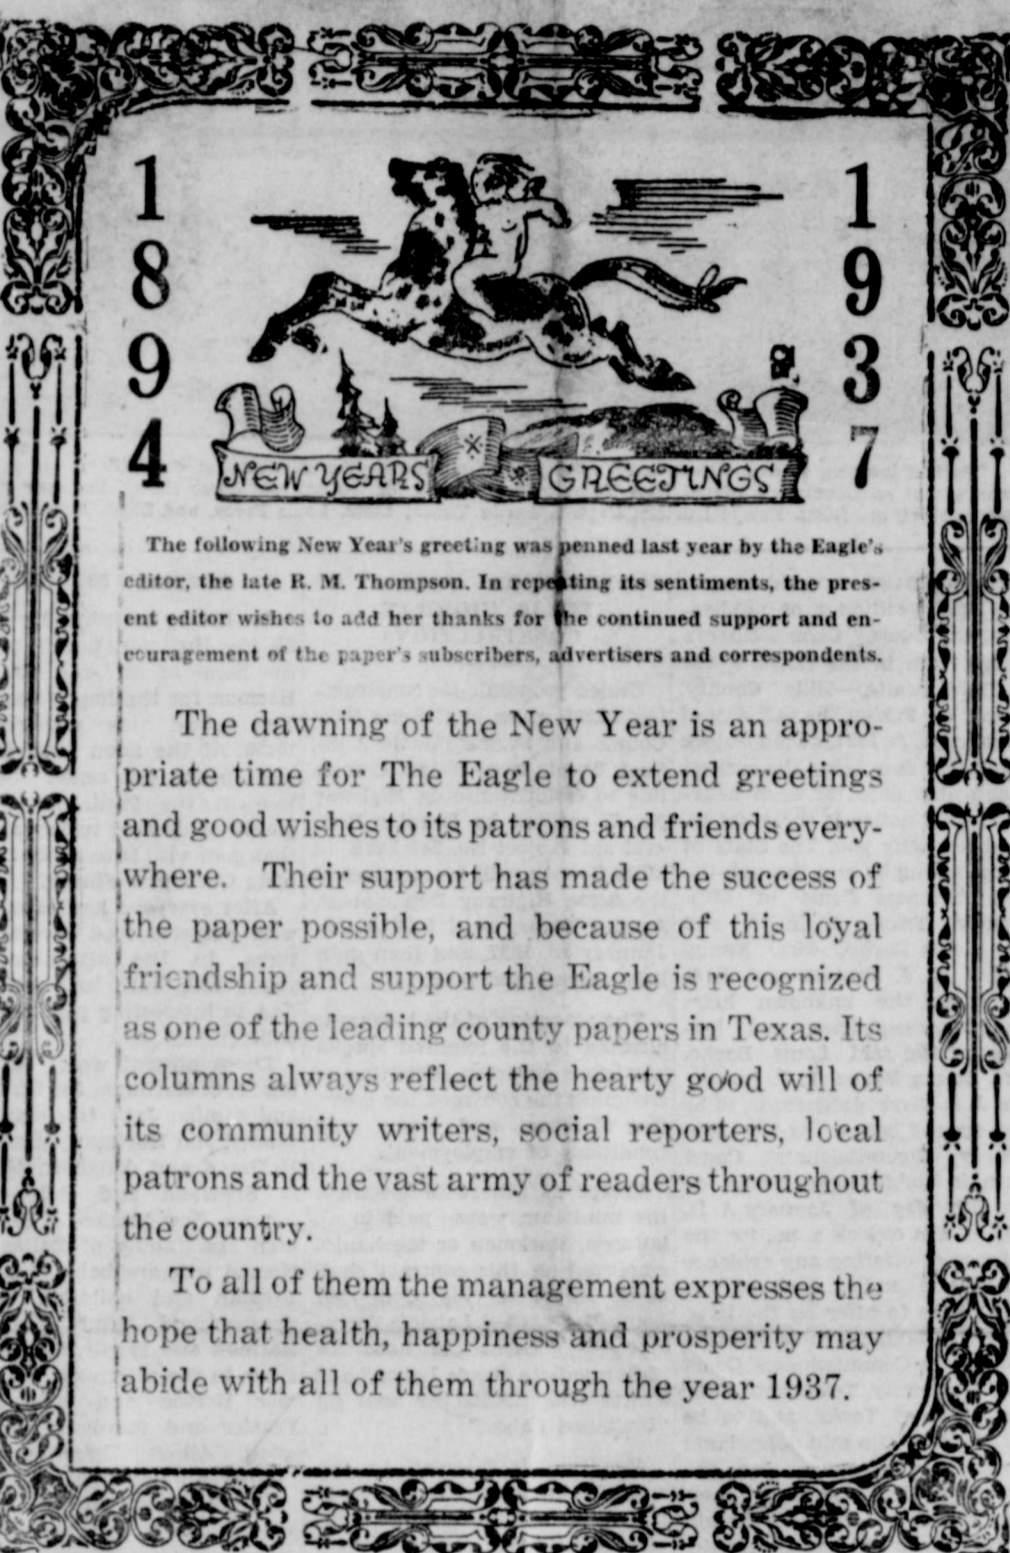 1894
1937
NEW YEARS GREETINGS
The following New Year's greeting was penned last year by the Eagle's
editor, the late R. M. Thompson. In repeating its sentiments, the pres-
ent editor wishes to add her thanks for the continued support and en-
couragement of the paper's subscribers, advertisers and correspondents.
The dawning of the New Year is an appro-
priate time for The Eagle to extend greetings
and good wishes to its patrons and friends every-
where. Their support has made the success of
the paper possible, and because of this loyal
friendship and support the Eagle is recognized
as one of the leading county papers in Texas. Its
columns always reflect the hearty good will of
its community writers, social reporters, local
patrons and the vast army of readers throughout
the country.
To all of them the management expresses the
hope that health, happiness and prosperity may
abide with all of them through the year 1937.